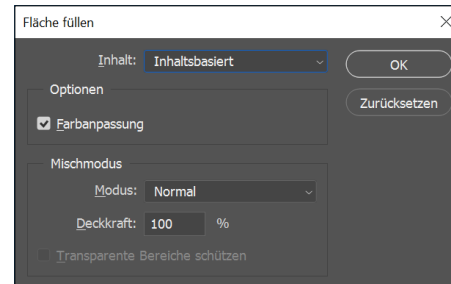 Fläche füllen
Inhalt: Inhaltsbasiert
OK
Zurücksetzen
Optionen
Farbanpassung
Mischmodus
Modus: Normal
Deckkraft: 100 %
Transparente Bereiche schützen